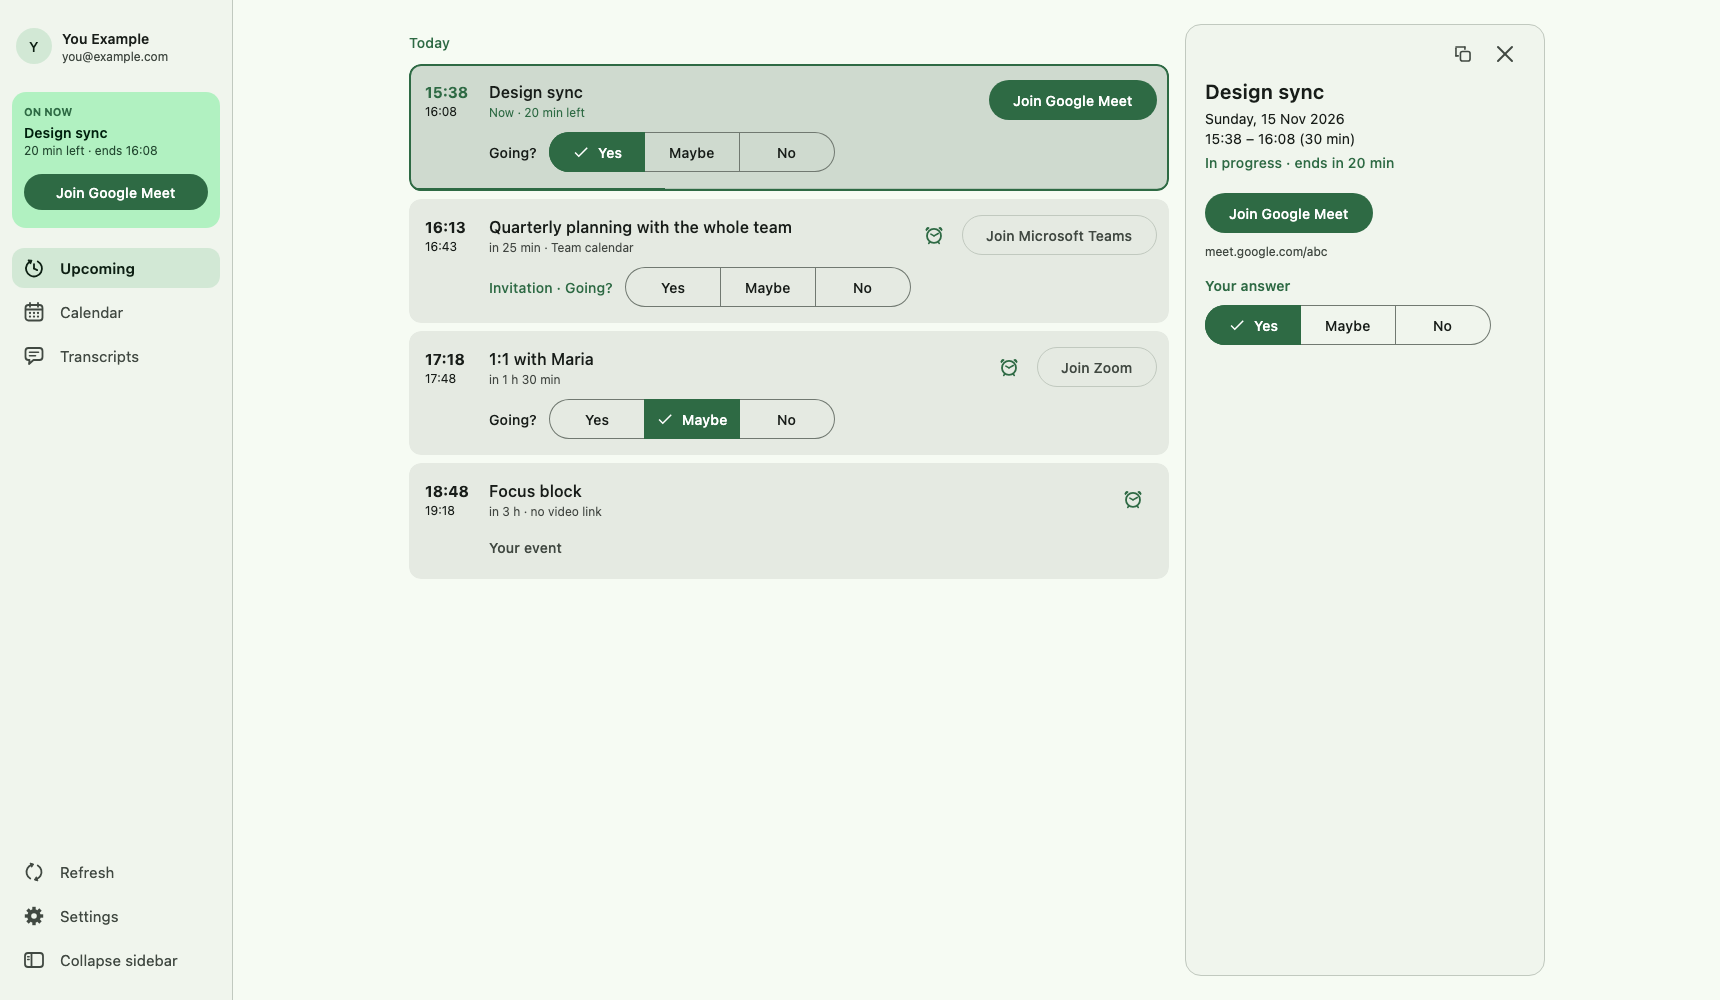 Y
You Example
you@example.com
ON NOW
Design sync
20 min left · ends 16:08
Join Google Meet
Upcoming
Calendar
Transcripts
Refresh
Settings
Collapse sidebar
Today
15:38 Design sync
16:08 Now · 20 min left
Join Google Meet
Going? Yes Maybe No
16:13 Quarterly planning with the whole team
16:43 in 25 min · Team calendar
Join Microsoft Teams
Invitation · Going? Yes Maybe No
17:18 1:1 with Maria
17:48 in 1 h 30 min
Join Zoom
Going? Yes Maybe No
18:48 Focus block
19:18 in 3 h · no video link
Your event
Design sync
Sunday, 15 Nov 2026
15:38 – 16:08 (30 min)
In progress · ends in 20 min
Join Google Meet
meet.google.com/abc
Your answer
Yes Maybe No